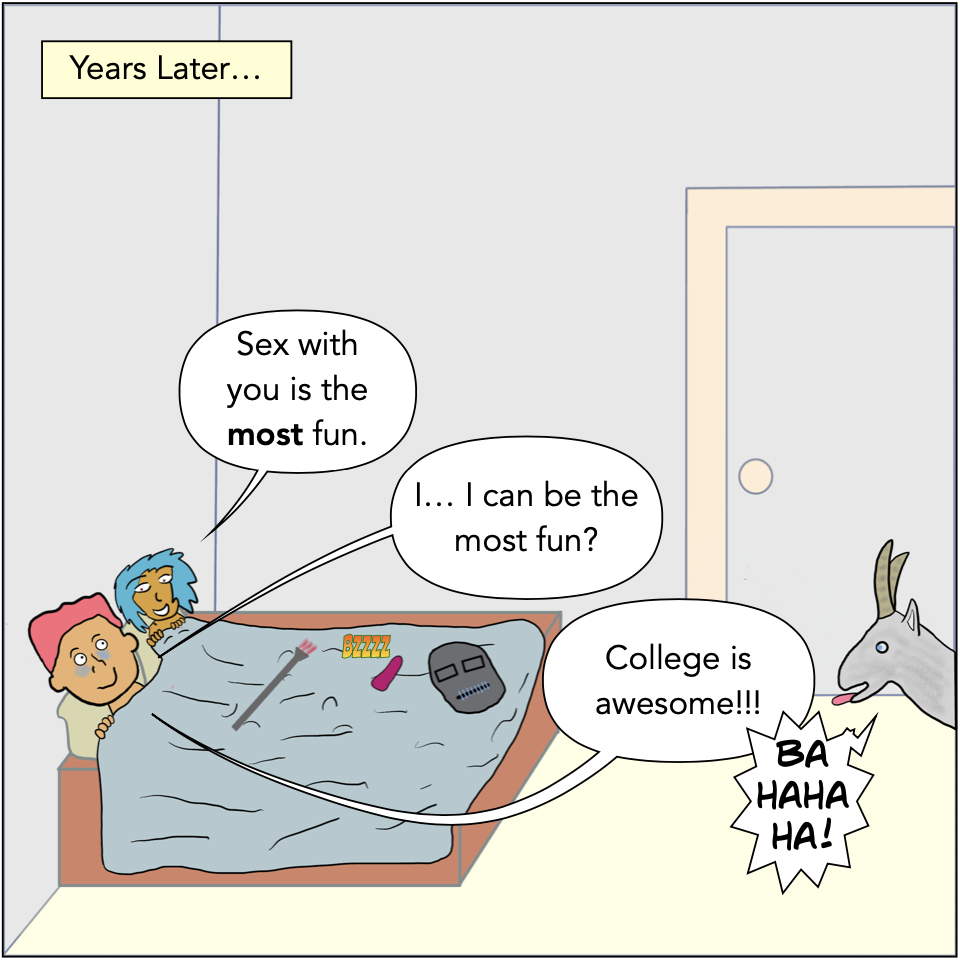 Years Later…
Sex with
you is the
most fun.
I… I can be the
most fun?
BZZZZ
College is
awesome!!!
BA
HAHA
HA!